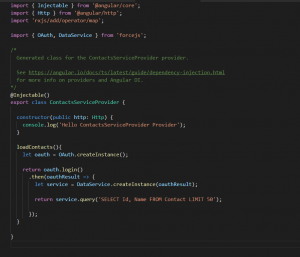 import { Injectable } from '@angular/core';
import { Http } from '@angular/http';
import 'rxjs/add/operator/map';
import { OAuth, DataService } from 'forcejs';
/*
Generated class for the ContactsServiceProvider provider.
See https://angular.io/docs/ts/latest/guide/dependency-injection.html
for more info on providers and Angular DI.
*/
@Injectable()
export class ContactsServiceProvider {
constructor(public http: Http) {
console.log('Hello ContactsServiceProvider Provider');
}
loadContacts(){
let oauth = OAuth.createInstance();
return oauth.login()
.then(oauthResult => {
let service = DataService.createInstance(oauthResult);
return service.query('SELECT Id, Name FROM Contact LIMIT 50');
});
}
}